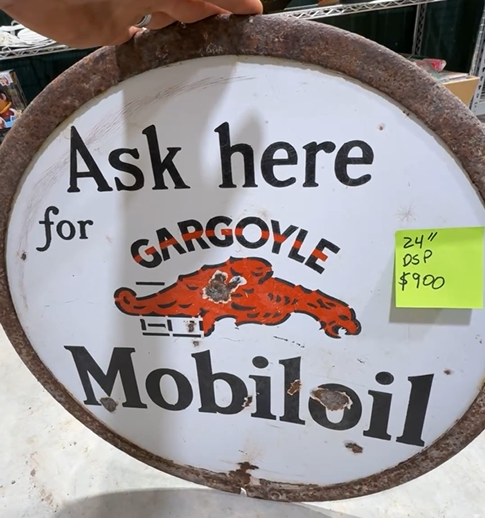 Ask here
for
GARGOYLE
Mobiloil
24"
DSP
$900